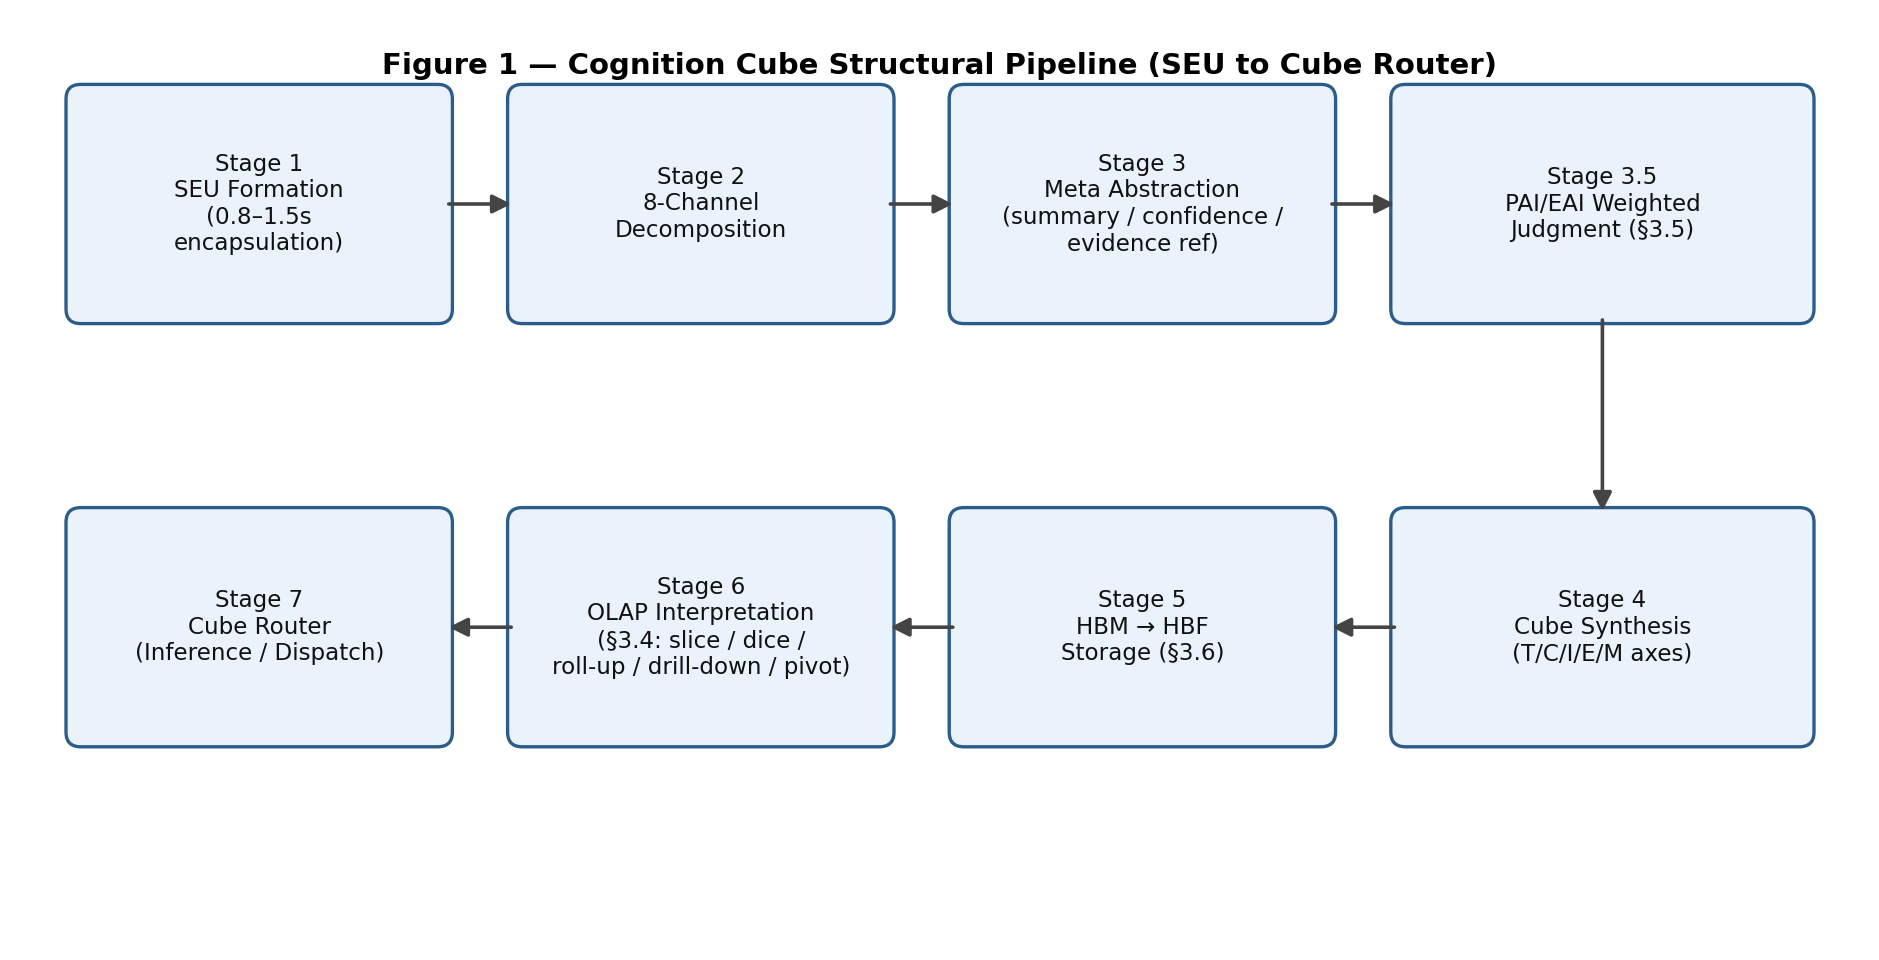 Figure 1 — Cognition Cube Structural Pipeline (SEU to Cube Router)
Stage 1
SEU Formation
(0.8–1.5s
encapsulation)
Stage 2
8-Channel
Decomposition
Stage 3
Meta Abstraction
(summary / confidence /
evidence ref)
Stage 3.5
PAI/EAI Weighted
Judgment (§3.5)
Stage 4
Cube Synthesis
(T/C/I/E/M axes)
Stage 5
HBM → HBF
Storage (§3.6)
Stage 6
OLAP Interpretation
(§3.4: slice / dice /
roll-up / drill-down / pivot)
Stage 7
Cube Router
(Inference / Dispatch)